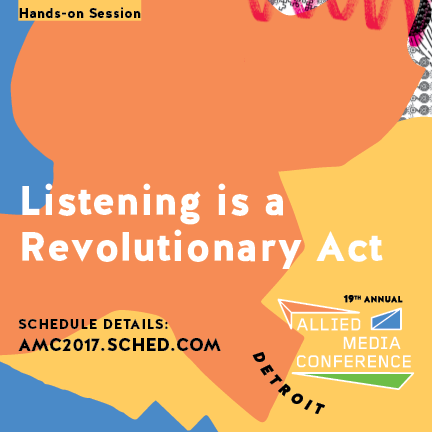 Hands-on Session
Listening is a
Revolutionary Act
19TH ANNUAL
ALLIED
MEDIA
CONFERENCE
SCHEDULE DETAILS:
AMC2017.SCHED.COM
DETROIT